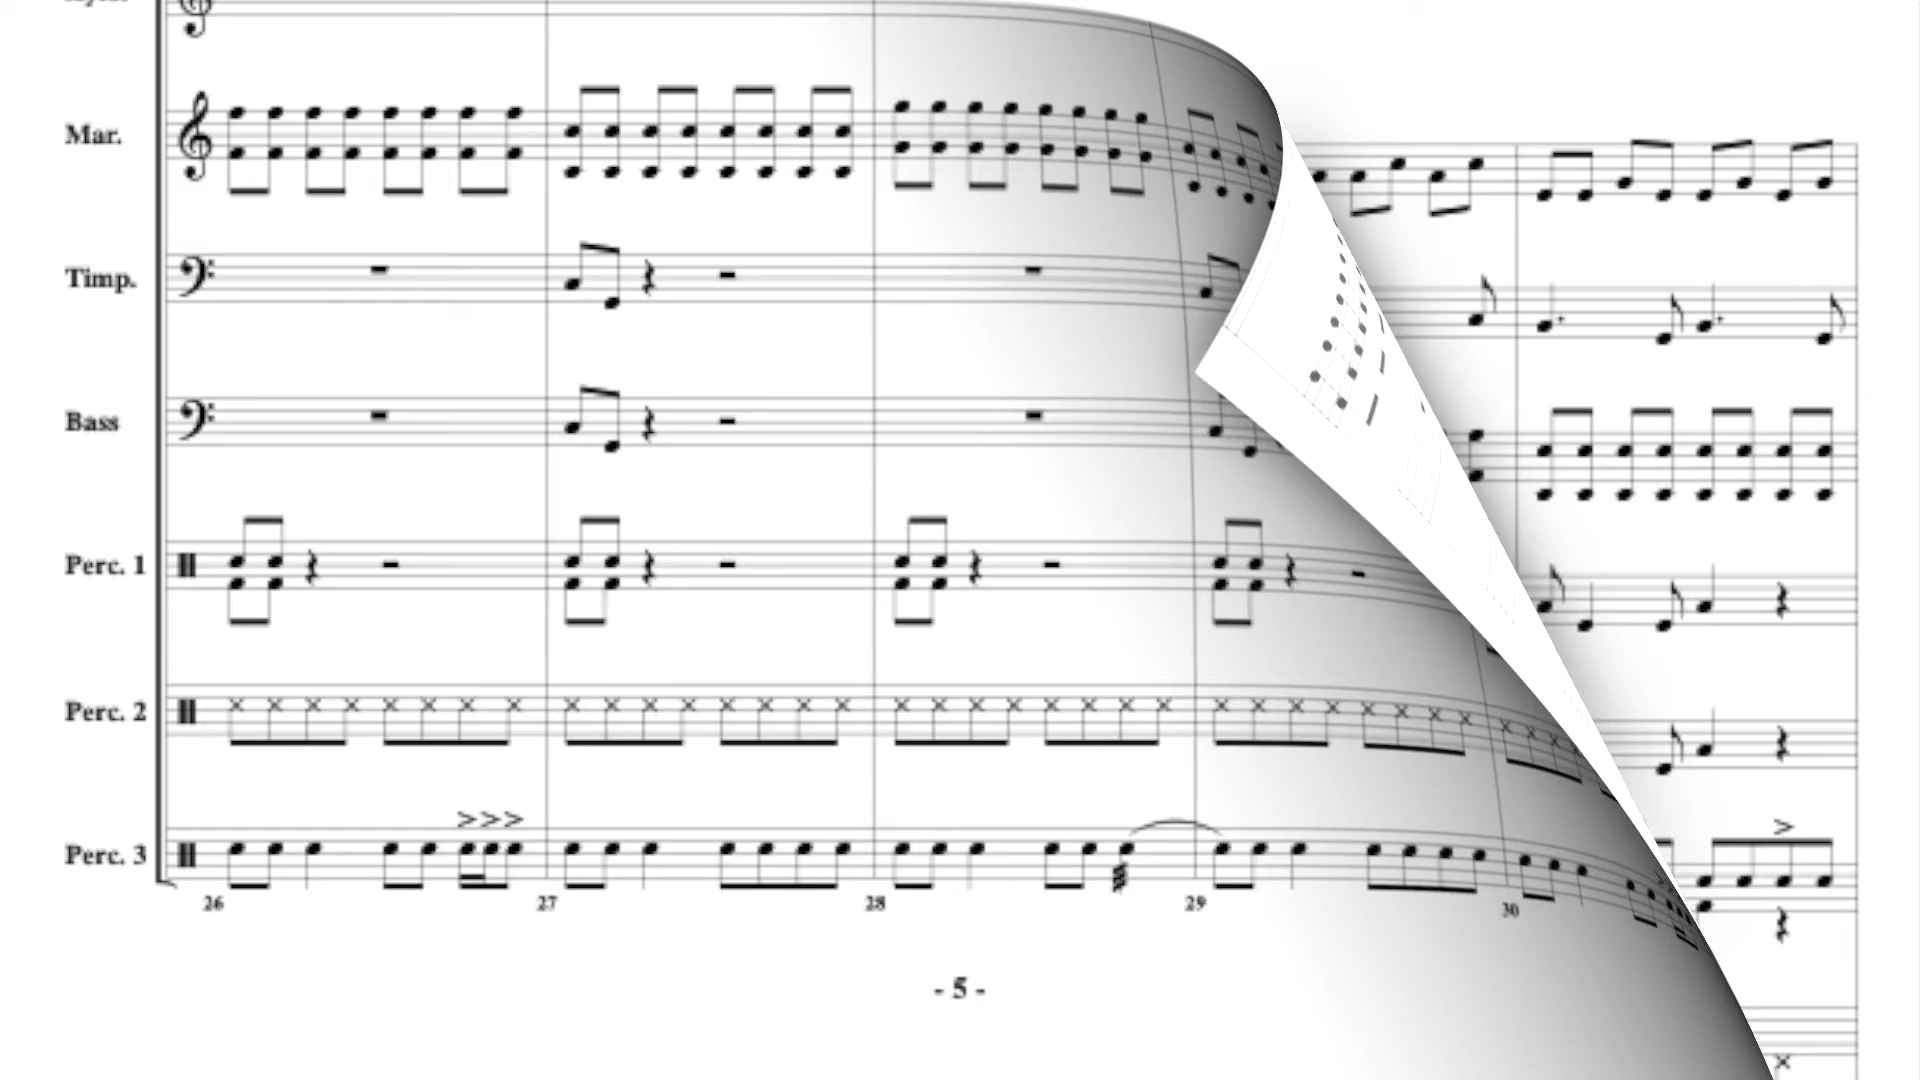 Mar.
Timp.
Bass
Perc. 1
Perc. 2
Perc. 3
26 27 28 29 30
- 5 -